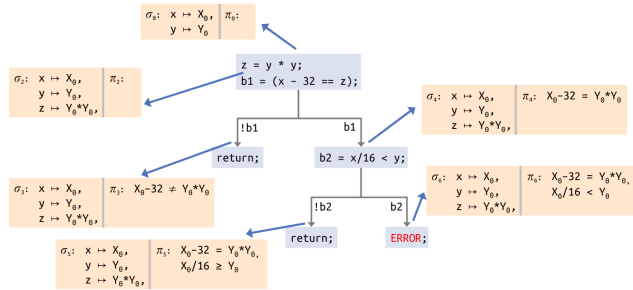 σ₀: x ↦ X₀, π₀:
y ↦ Y₀
z = y * y;
b1 = (x - 32 == z);
σ₂: x ↦ X₀, π₂:
y ↦ Y₀,
z ↦ Y₀*Y₀,
σ₄: x ↦ X₀, π₄: X₀-32 = Y₀*Y₀
y ↦ Y₀,
z ↦ Y₀*Y₀,
!b1
b1
return;
b2 = x/16 < y;
σ₃: x ↦ X₀, π₃: X₀-32 ≠ Y₀*Y₀
y ↦ Y₀,
z ↦ Y₀*Y₀,
σ₆: x ↦ X₀, π₆: X₀-32 = Y₀*Y₀,
y ↦ Y₀, X₀/16 < Y₀
z ↦ Y₀*Y₀,
!b2
b2
return;
ERROR;
σ₅: x ↦ X₀, π₅: X₀-32 = Y₀*Y₀,
y ↦ Y₀, X₀/16 ≥ Y₀
z ↦ Y₀*Y₀,